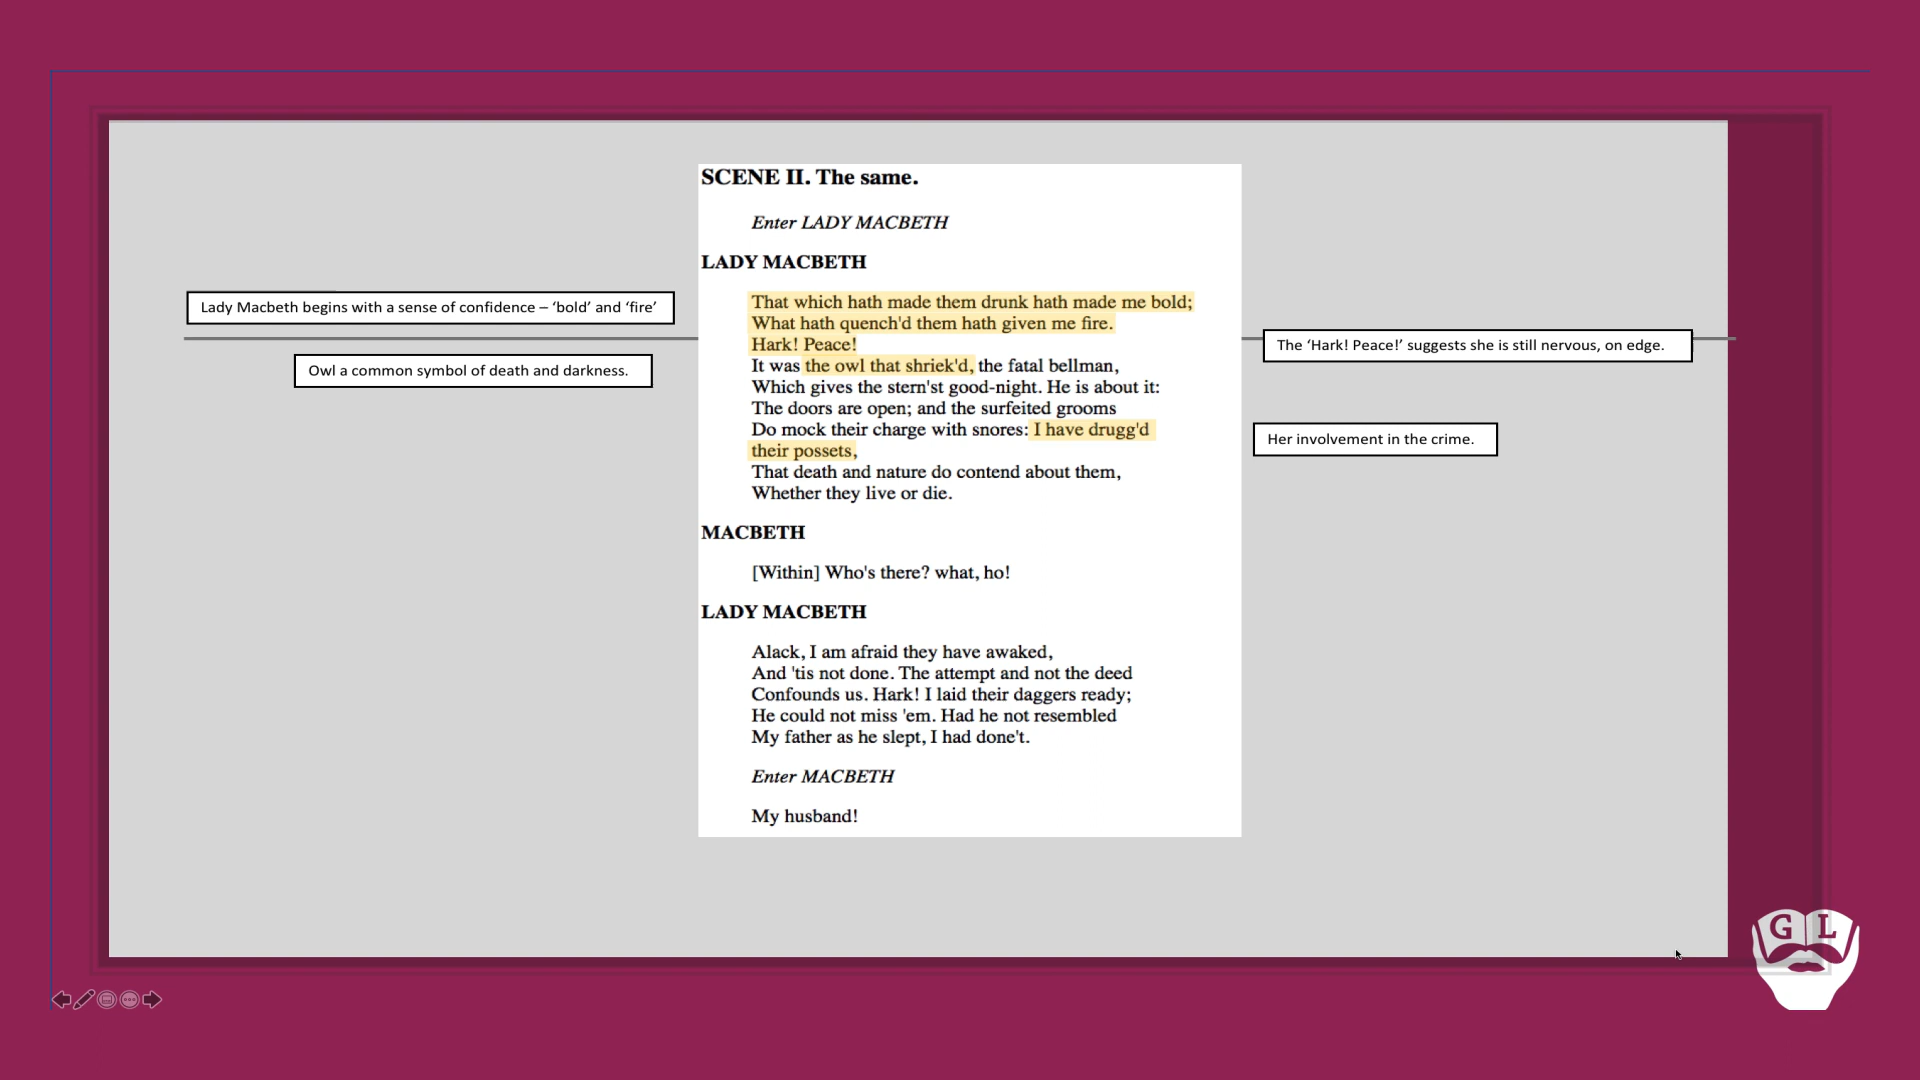 SCENE II. The same.
Enter LADY MACBETH
LADY MACBETH
Lady Macbeth begins with a sense of confidence – ‘bold’ and ‘fire’
That which hath made them drunk hath made me bold;
What hath quench'd them hath given me fire.
Hark! Peace!
The ‘Hark! Peace!’ suggests she is still nervous, on edge.
It was the owl that shriek'd, the fatal bellman,
Owl a common symbol of death and darkness.
Which gives the stern'st good-night. He is about it:
The doors are open; and the surfeited grooms
Do mock their charge with snores: I have drugg'd
Her involvement in the crime.
their possets,
That death and nature do contend about them,
Whether they live or die.
MACBETH
[Within] Who's there? what, ho!
LADY MACBETH
Alack, I am afraid they have awaked,
And 'tis not done. The attempt and not the deed
Confounds us. Hark! I laid their daggers ready;
He could not miss 'em. Had he not resembled
My father as he slept, I had done't.
Enter MACBETH
My husband!
G L